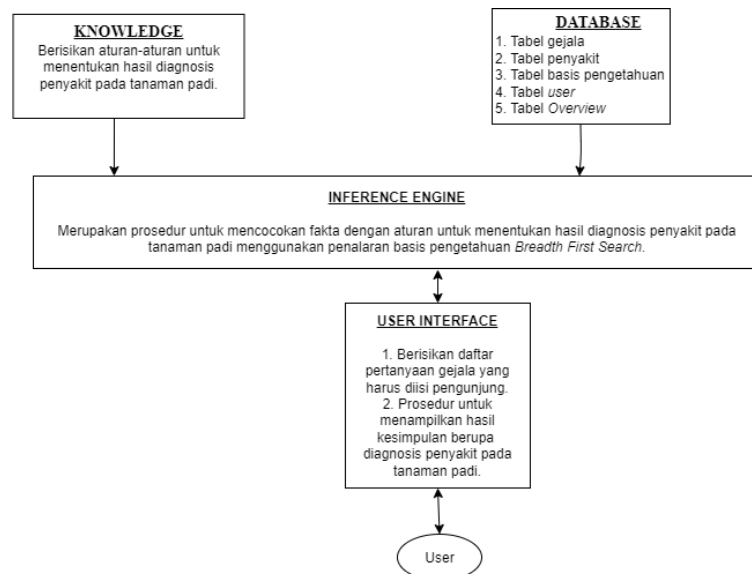 KNOWLEDGE
Berisikan aturan-aturan untuk
menentukan hasil diagnosis
penyakit pada tanaman padi.
DATABASE
1. Tabel gejala
2. Tabel penyakit
3. Tabel basis pengetahuan
4. Tabel user
5. Tabel Overview
INFERENCE ENGINE
Merupakan prosedur untuk mencocokan fakta dengan aturan untuk menentukan hasil diagnosis penyakit pada
tanaman padi menggunakan penalaran basis pengetahuan Breadth First Search.
USER INTERFACE
1. Berisikan daftar
pertanyaan gejala yang
harus diisi pengunjung.
2. Prosedur untuk
menampilkan hasil
kesimpulan berupa
diagnosis penyakit pada
tanaman padi.
User